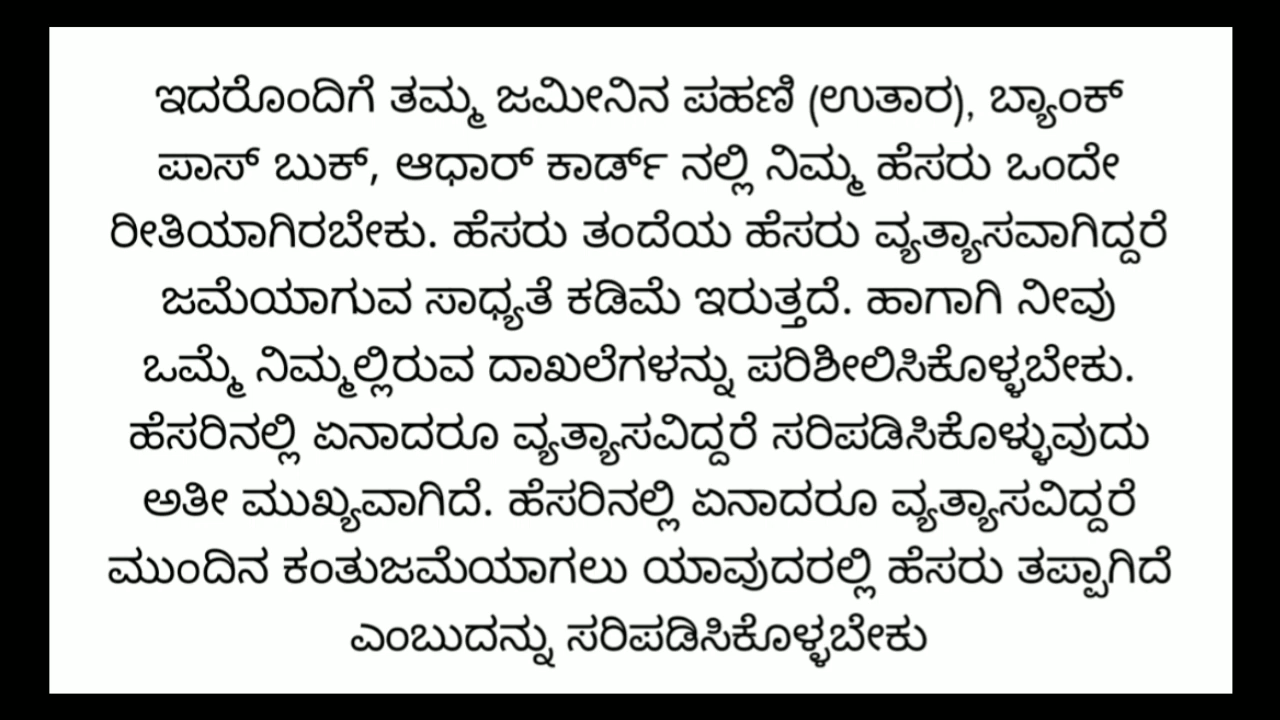 ಇದರೊಂದಿಗೆ ತಮ್ಮ ಜಮೀನಿನ ಪಹಣಿ (ಉತಾರ), ಬ್ಯಾಂಕ್
ಪಾಸ್ ಬುಕ್, ಆಧಾರ್ ಕಾರ್ಡ್ ನಲ್ಲಿ ನಿಮ್ಮ ಹೆಸರು ಒಂದೇ
ರೀತಿಯಾಗಿರಬೇಕು. ಹೆಸರು ತಂದೆಯ ಹೆಸರು ವ್ಯತ್ಯಾಸವಾಗಿದ್ದರೆ
ಜಮೆಯಾಗುವ ಸಾಧ್ಯತೆ ಕಡಿಮೆ ಇರುತ್ತದೆ. ಹಾಗಾಗಿ ನೀವು
ಒಮ್ಮೆ ನಿಮ್ಮಲ್ಲಿರುವ ದಾಖಲೆಗಳನ್ನು ಪರಿಶೀಲಿಸಿಕೊಳ್ಳಬೇಕು.
ಹೆಸರಿನಲ್ಲಿ ಏನಾದರೂ ವ್ಯತ್ಯಾಸವಿದ್ದರೆ ಸರಿಪಡಿಸಿಕೊಳ್ಳುವುದು
ಅತೀ ಮುಖ್ಯವಾಗಿದೆ. ಹೆಸರಿನಲ್ಲಿ ಏನಾದರೂ ವ್ಯತ್ಯಾಸವಿದ್ದರೆ
ಮುಂದಿನ ಕಂತುಜಮೆಯಾಗಲು ಯಾವುದರಲ್ಲಿ ಹೆಸರು ತಪ್ಪಾಗಿದೆ
ಎಂಬುದನ್ನು ಸರಿಪಡಿಸಿಕೊಳ್ಳಬೇಕು